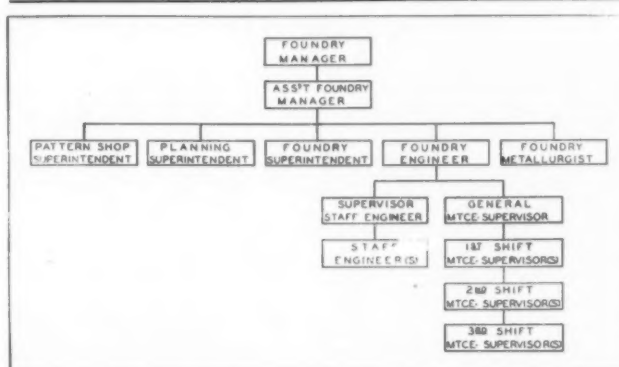 FOUNDRY
MANAGER
ASS'T FOUNDRY
MANAGER
PATTERN SHOP
SUPERINTENDENT
PLANNING
SUPERINTENDENT
FOUNDRY
SUPERINTENDENT
FOUNDRY
ENGINEER
FOUNDRY
METALLURGIST
SUPERVISOR
STAFF ENGINEER
GENERAL
MTCE-SUPERVISOR
STAFF
ENGINEER(S)
1ST SHIFT
MTCE-SUPERVISOR(S)
2ND SHIFT
MTCE-SUPERVISOR(S)
3RD SHIFT
MTCE-SUPERVISOR(S)